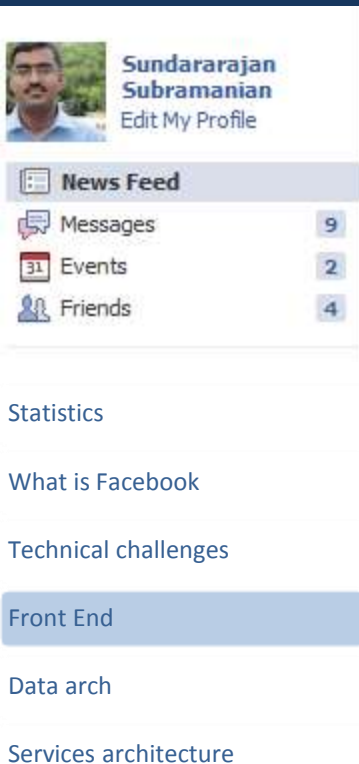 Sundararajan
Subramanian
Edit My Profile
News Feed
Messages 9
31 Events 2
Friends 4
Statistics
What is Facebook
Technical challenges
Front End
Data arch
Services architecture